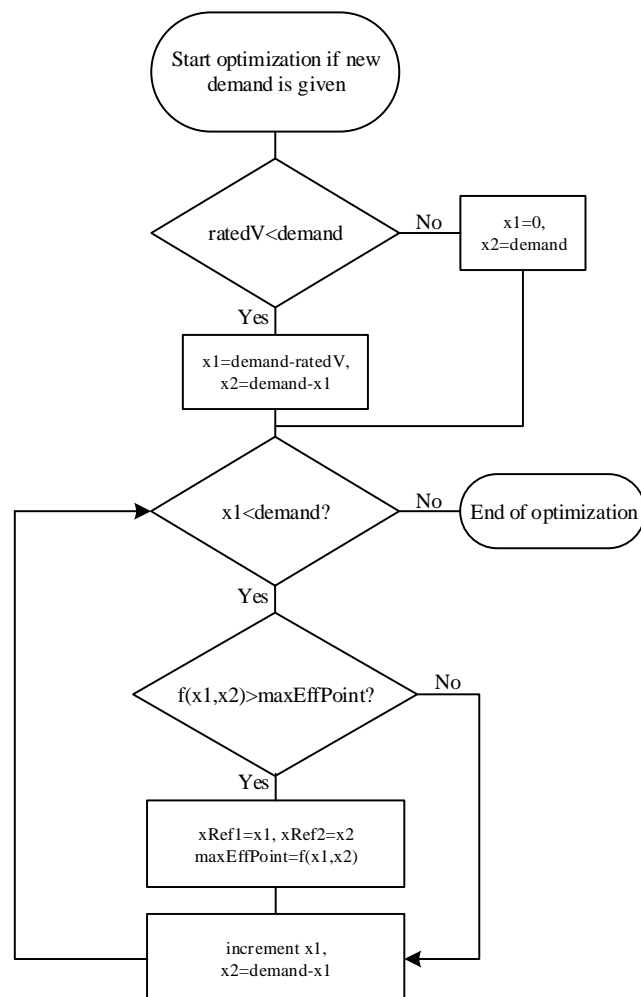 Start optimization if new
demand is given
ratedV<demand
No
x1=0,
x2=demand
Yes
x1=demand-ratedV,
x2=demand-x1
x1<demand?
No
End of optimization
Yes
f(x1,x2)>maxEffPoint?
No
Yes
xRef1=x1, xRef2=x2
maxEffPoint=f(x1,x2)
increment x1,
x2=demand-x1